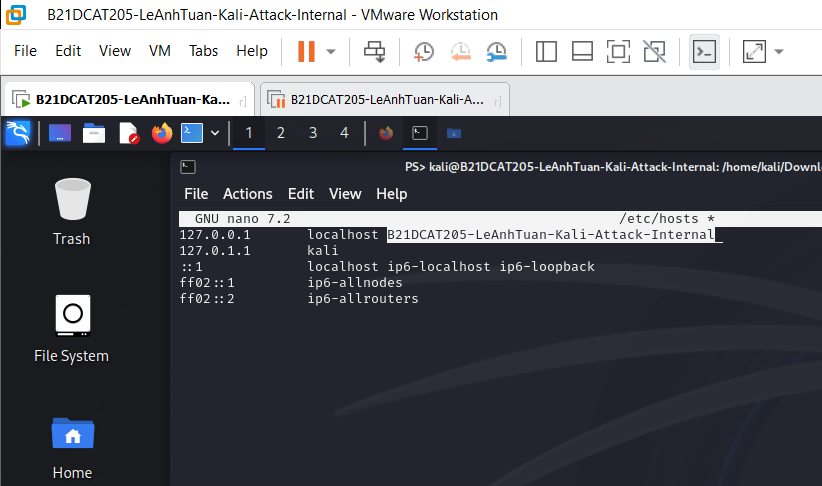 B21DCAT205-LeAnhTuan-Kali-Attack-Internal - VMware Workstation
File Edit View VM Tabs Help
B21DCAT205-LeAnhTuan-Ka... r] B21DCAT205-LeAnhTuan-Kali-A... r]
1 2 3 4
PS> kali@B21DCAT205-LeAnhTuan-Kali-Attack-Internal: /home/kali/Downl
File Actions Edit View Help
GNU nano 7.2 /etc/hosts *
127.0.0.1 localhost B21DCAT205-LeAnhTuan-Kali-Attack-Internal
127.0.1.1 kali
::1 localhost ip6-localhost ip6-loopback
ff02::1 ip6-allnodes
ff02::2 ip6-allrouters
Trash
File System
Home